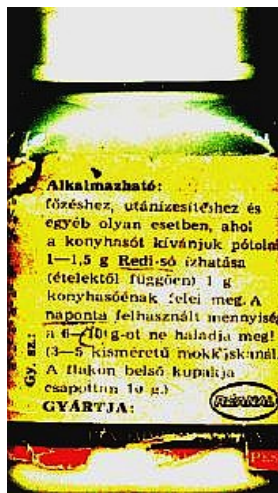 Alkalmazható:
főzéshez, utánízesítéshez és
egyéb olyan esetben, ahol
a konyhasót kívánjuk pótolni
1—1,5 g Redi-só ízhatása
(ételektől függően) 1 g
konyhasóénak felel meg. A
naponta felhasznált mennyiség
a 6—10 g-ot ne haladja meg!
(3—5 kisméretű mokkáskanál.
A flakon belső kupakja
csapottan 10 g.)
GYÁRTJA:
REANAL
Gy. sz.: